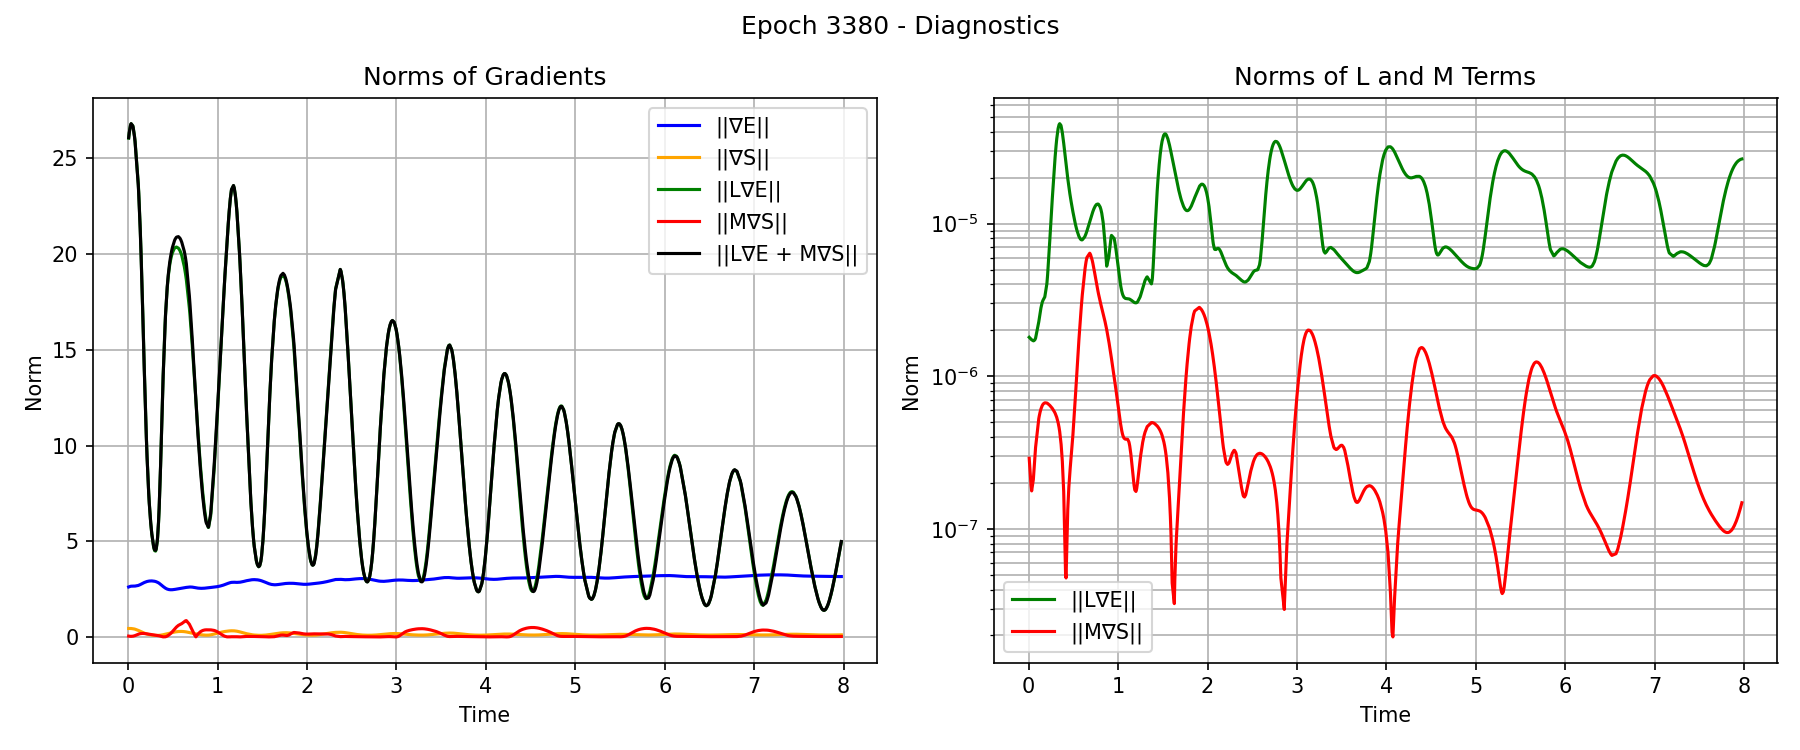 Epoch 3380 - Diagnostics
Norms of Gradients
Norm
25
20
15
10
5
0
0 1 2 3 4 5 6 7 8
Time
||∇E||
||∇S||
||L∇E||
||M∇S||
||L∇E + M∇S||
Norms of L and M Terms
Norm
10⁻⁵
10⁻⁶
10⁻⁷
0 1 2 3 4 5 6 7 8
Time
||L∇E||
||M∇S||